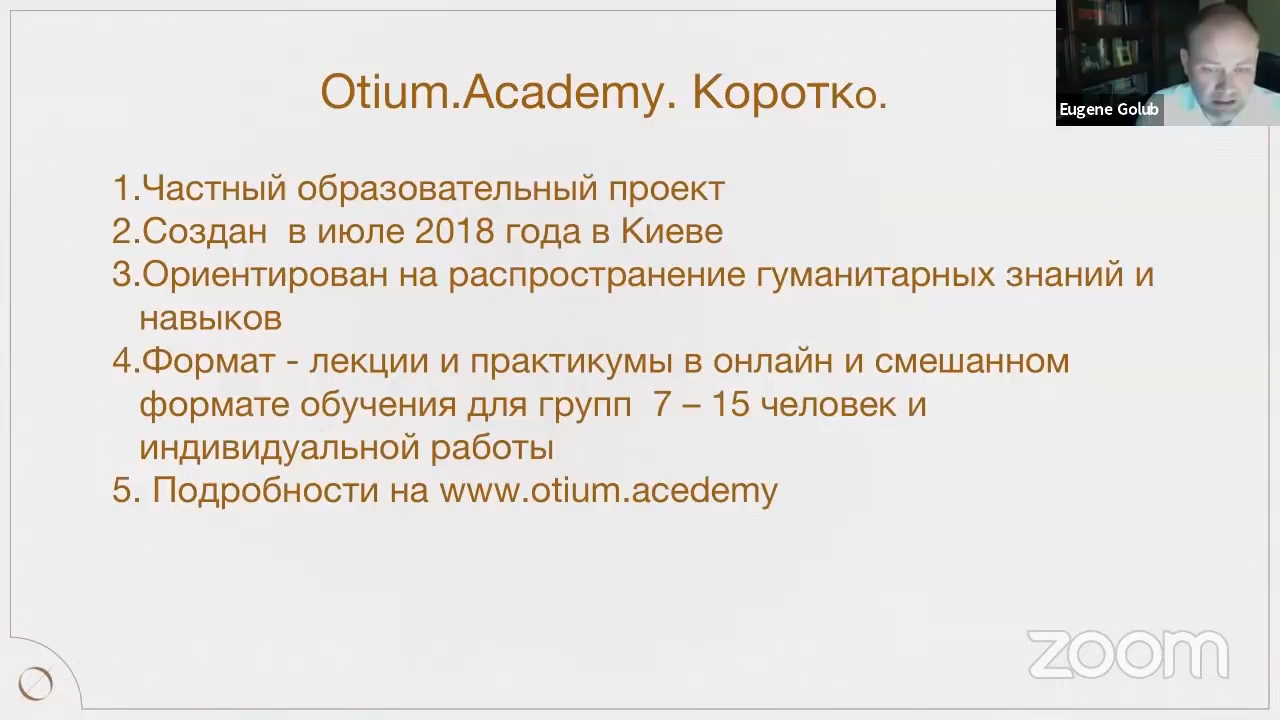 Otium.Academy. Коротко.
Eugene Golub
1.Частный образовательный проект
2.Создан  в июле 2018 года в Киеве
3.Ориентирован на распространение гуманитарных знаний и
навыков
4.Формат - лекции и практикумы в онлайн и смешанном
формате обучения для групп  7 – 15 человек и
индивидуальной работы
5. Подробности на www.otium.acedemy
zoom